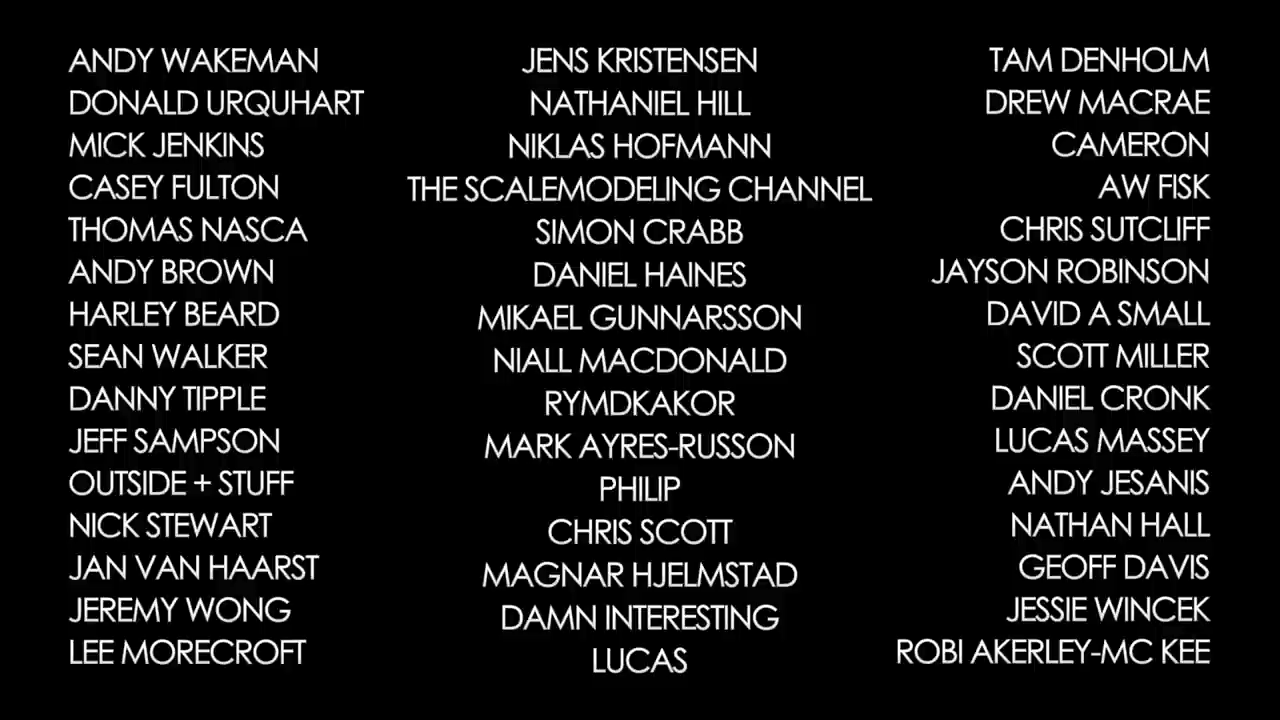 ANDY WAKEMAN
DONALD URQUHART
MICK JENKINS
CASEY FULTON
THOMAS NASCA
ANDY BROWN
HARLEY BEARD
SEAN WALKER
DANNY TIPPLE
JEFF SAMPSON
OUTSIDE + STUFF
NICK STEWART
JAN VAN HAARST
JEREMY WONG
LEE MORECROFT
JENS KRISTENSEN
NATHANIEL HILL
NIKLAS HOFMANN
THE SCALEMODELING CHANNEL
SIMON CRABB
DANIEL HAINES
MIKAEL GUNNARSSON
NIALL MACDONALD
RYMDKAKOR
MARK AYRES-RUSSON
PHILIP
CHRIS SCOTT
MAGNAR HJELMSTAD
DAMN INTERESTING
LUCAS
TAM DENHOLM
DREW MACRAE
CAMERON
AW FISK
CHRIS SUTCLIFF
JAYSON ROBINSON
DAVID A SMALL
SCOTT MILLER
DANIEL CRONK
LUCAS MASSEY
ANDY JESANIS
NATHAN HALL
GEOFF DAVIS
JESSIE WINCEK
ROBI AKERLEY-MC KEE